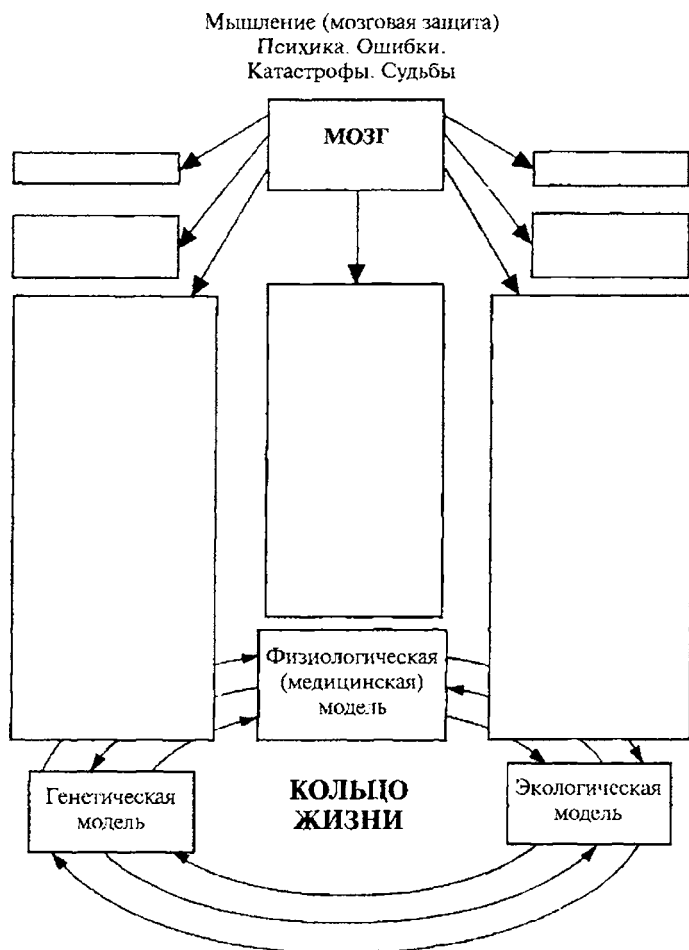 Мышление (мозговая защита)
Психика. Ошибки.
Катастрофы. Судьбы
МОЗГ
Физиологическая
(медицинская)
модель
Генетическая
модель
КОЛЬЦО
ЖИЗНИ
Экологическая
модель